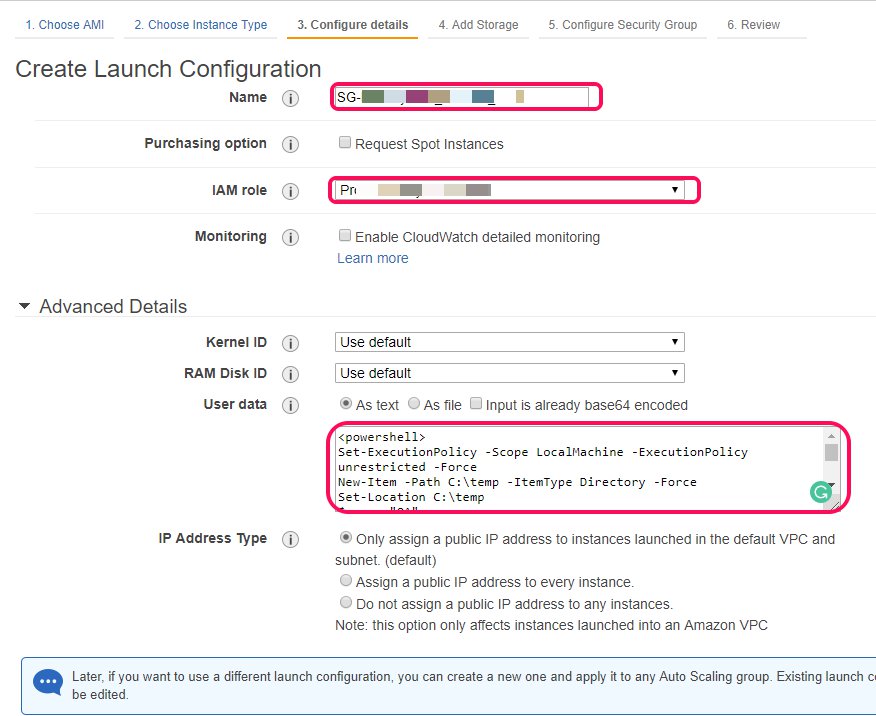 1. Choose AMI 2. Choose Instance Type 3. Configure details 4. Add Storage 5. Configure Security Group 6. Review
Create Launch Configuration
Name i SG-
Purchasing option i Request Spot Instances
IAM role i Pr
Monitoring i Enable CloudWatch detailed monitoring
Learn more
Advanced Details
Kernel ID i Use default
RAM Disk ID i Use default
User data i As text As file Input is already base64 encoded
<powershell>
Set-ExecutionPolicy -Scope LocalMachine -ExecutionPolicy
unrestricted -Force
New-Item -Path C:\temp -ItemType Directory -Force
Set-Location C:\temp
IP Address Type i Only assign a public IP address to instances launched in the default VPC and
subnet. (default)
Assign a public IP address to every instance.
Do not assign a public IP address to any instances.
Note: this option only affects instances launched into an Amazon VPC
Later, if you want to use a different launch configuration, you can create a new one and apply it to any Auto Scaling group. Existing launch
be edited.